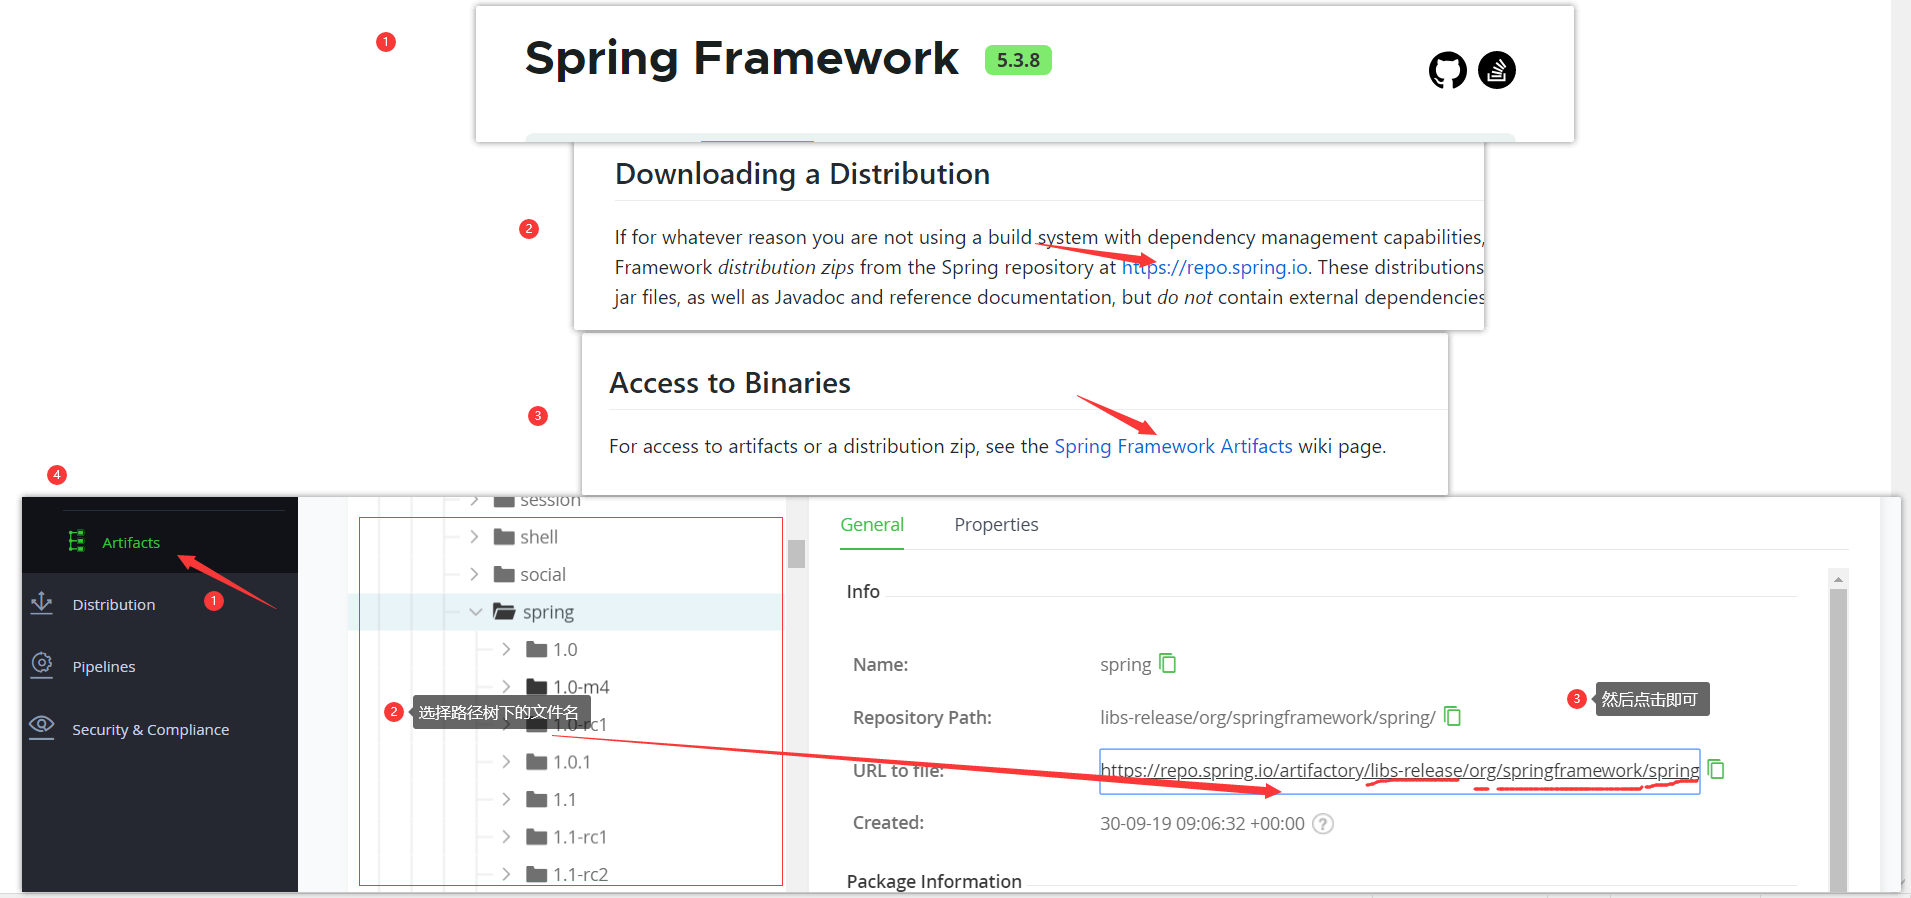 1
Spring Framework 5.3.8
Downloading a Distribution
2
If for whatever reason you are not using a build system with dependency management capabilities,
Framework distribution zips from the Spring repository at https://repo.spring.io. These distributions
jar files, as well as Javadoc and reference documentation, but do not contain external dependencies
Access to Binaries
3
For access to artifacts or a distribution zip, see the Spring Framework Artifacts wiki page.
4
Artifacts
1
Distribution
Pipelines
Security & Compliance
session
shell
social
spring
1.0
1.0-m4
2 选择路径树下的文件名
1.0-rc1
1.0.1
1.1
1.1-rc1
1.1-rc2
General Properties
Info
Name: spring
Repository Path: libs-release/org/springframework/spring/
3 然后点击即可
URL to file: https://repo.spring.io/artifactory/libs-release/org/springframework/spring
Created: 30-09-19 09:06:32 +00:00 ?
Package Information